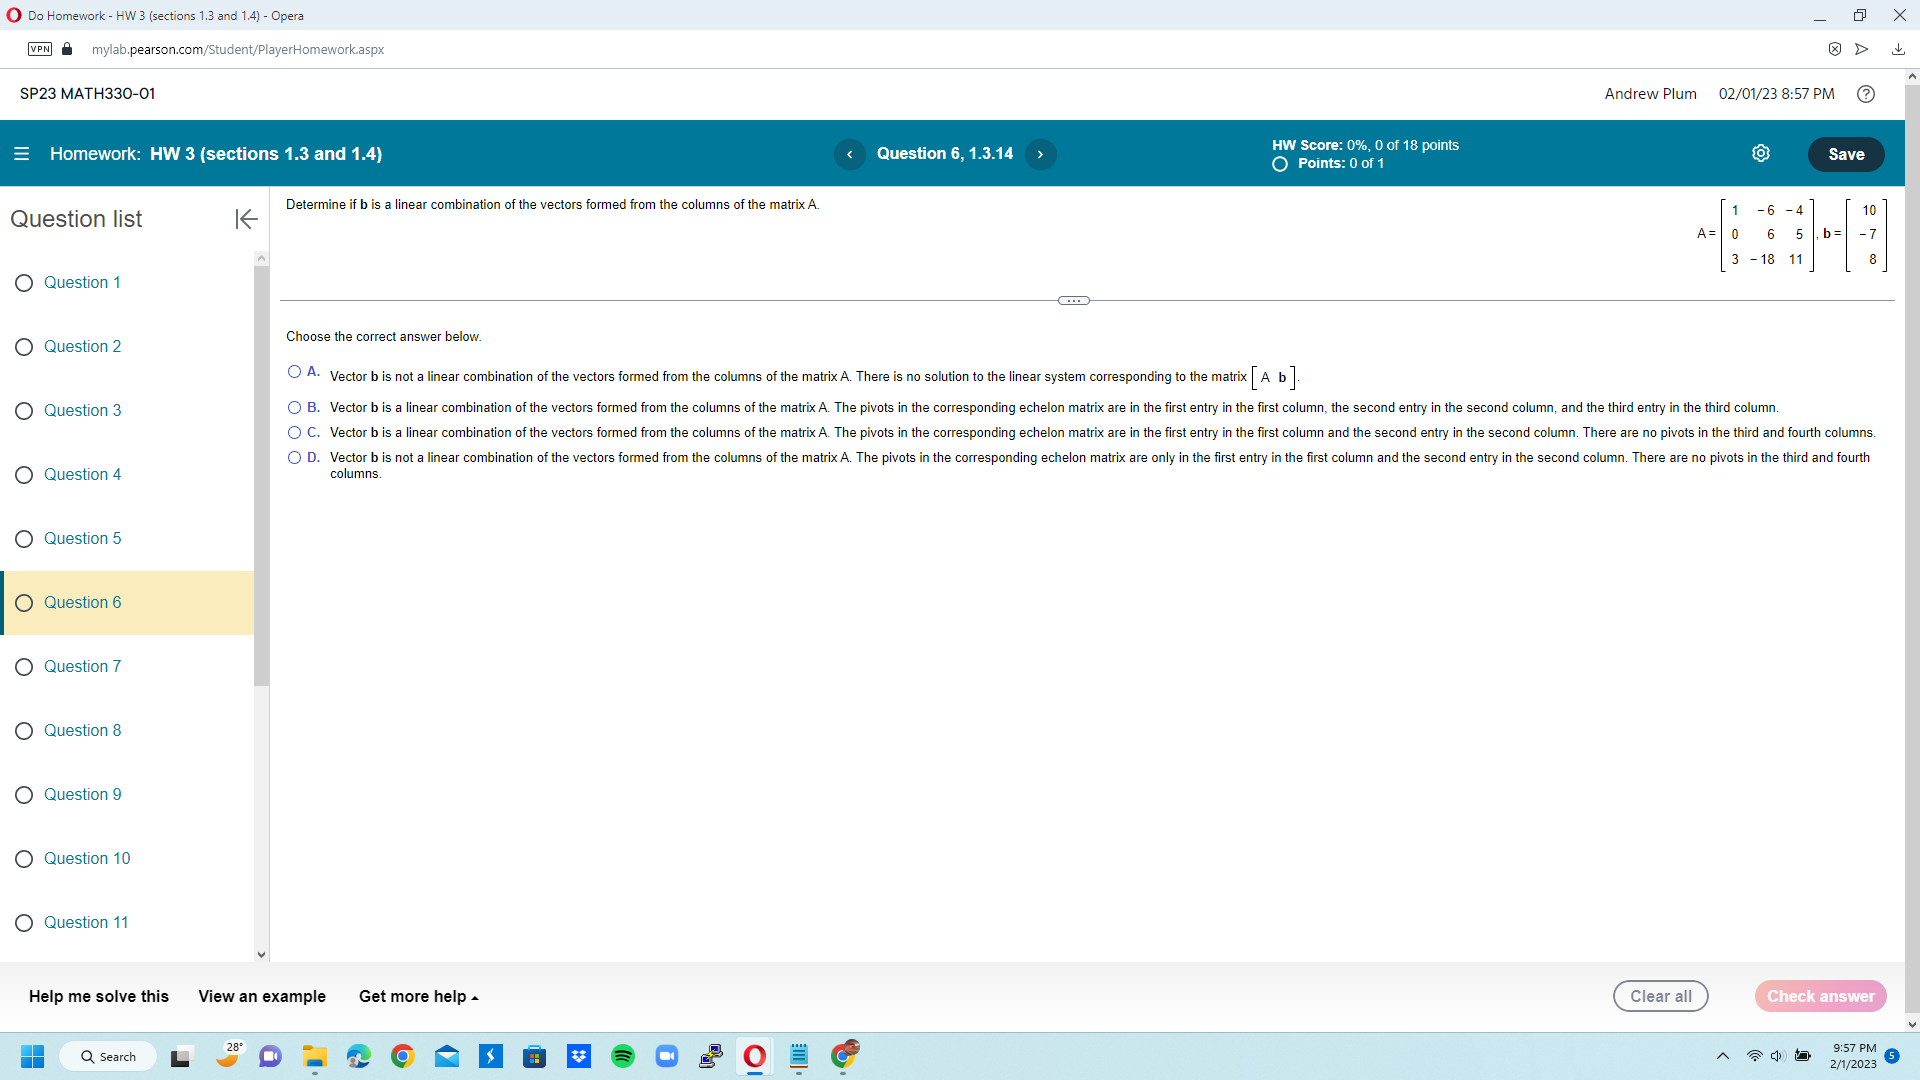 Do Homework - HW 3 (sections 1.3 and 1.4) - Opera
VPN mylab.pearson.com/Student/PlayerHomework.aspx
SP23 MATH330-01
Andrew Plum 02/01/23 8:57 PM ?
Homework: HW 3 (sections 1.3 and 1.4)
Question 6, 1.3.14
HW Score: 0%, 0 of 18 points
Points: 0 of 1
Save
Question list
Question 1
Question 2
Question 3
Question 4
Question 5
Question 6
Question 7
Question 8
Question 9
Question 10
Question 11
Determine if b is a linear combination of the vectors formed from the columns of the matrix A.
1 -6 -4 10
A = 0 6 5 , b = -7
3 -18 11 8
Choose the correct answer below.
A. Vector b is not a linear combination of the vectors formed from the columns of the matrix A. There is no solution to the linear system corresponding to the matrix [ A b ].
B. Vector b is a linear combination of the vectors formed from the columns of the matrix A. The pivots in the corresponding echelon matrix are in the first entry in the first column, the second entry in the second column, and the third entry in the third column.
C. Vector b is a linear combination of the vectors formed from the columns of the matrix A. The pivots in the corresponding echelon matrix are in the first entry in the first column and the second entry in the second column. There are no pivots in the third and fourth columns.
D. Vector b is not a linear combination of the vectors formed from the columns of the matrix A. The pivots in the corresponding echelon matrix are only in the first entry in the first column and the second entry in the second column. There are no pivots in the third and fourth
columns.
Help me solve this
View an example
Get more help
Clear all
Check answer
Search
28°
9:57 PM
2/1/2023
5